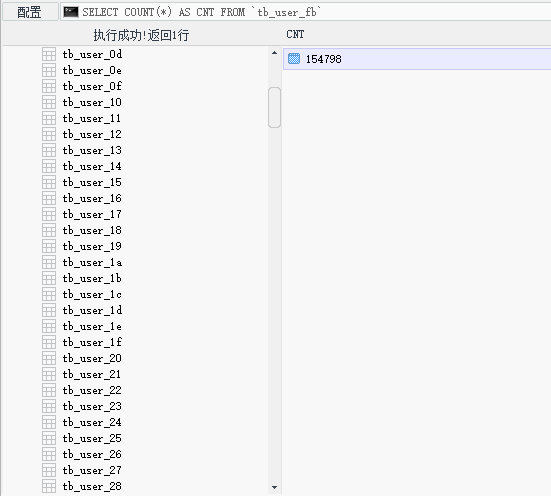 配置 SELECT COUNT(*) AS CNT FROM `tb_user_fb`
执行成功!返回1行 CNT
tb_user_0d 154798
tb_user_0e
tb_user_0f
tb_user_10
tb_user_11
tb_user_12
tb_user_13
tb_user_14
tb_user_15
tb_user_16
tb_user_17
tb_user_18
tb_user_19
tb_user_1a
tb_user_1b
tb_user_1c
tb_user_1d
tb_user_1e
tb_user_1f
tb_user_20
tb_user_21
tb_user_22
tb_user_23
tb_user_24
tb_user_25
tb_user_26
tb_user_27
tb_user_28